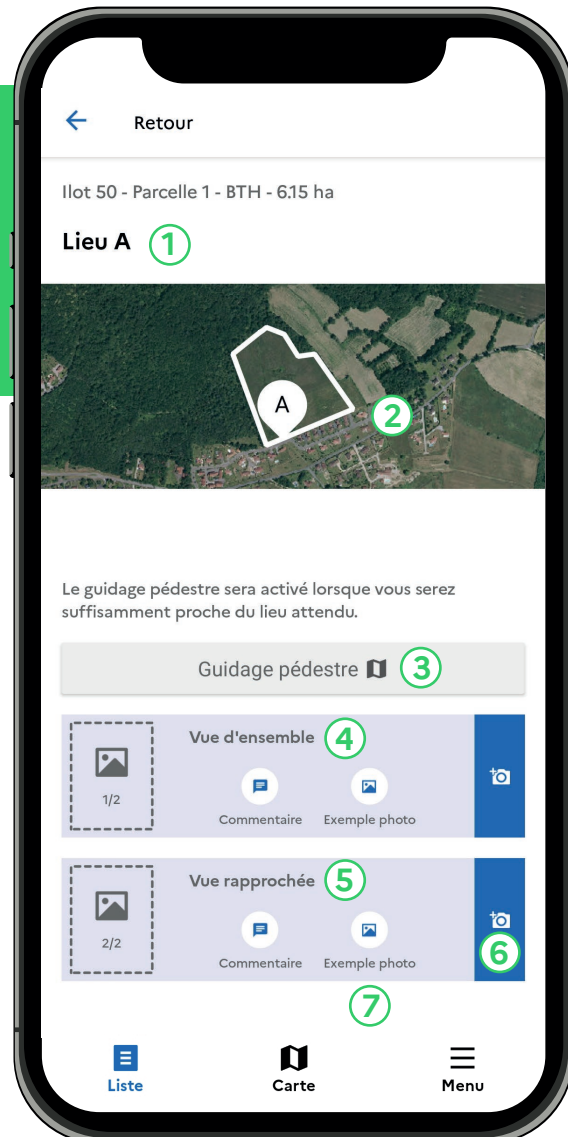 Retour
Ilot 50 - Parcelle 1 - BTH - 6.15 ha
Lieu A 1
A
2
Le guidage pédestre sera activé lorsque vous serez
suffisamment proche du lieu attendu.
Guidage pédestre 3
Vue d'ensemble 4
1/2
Commentaire Exemple photo
Vue rapprochée 5
2/2
Commentaire Exemple photo
6
7
Liste Carte Menu